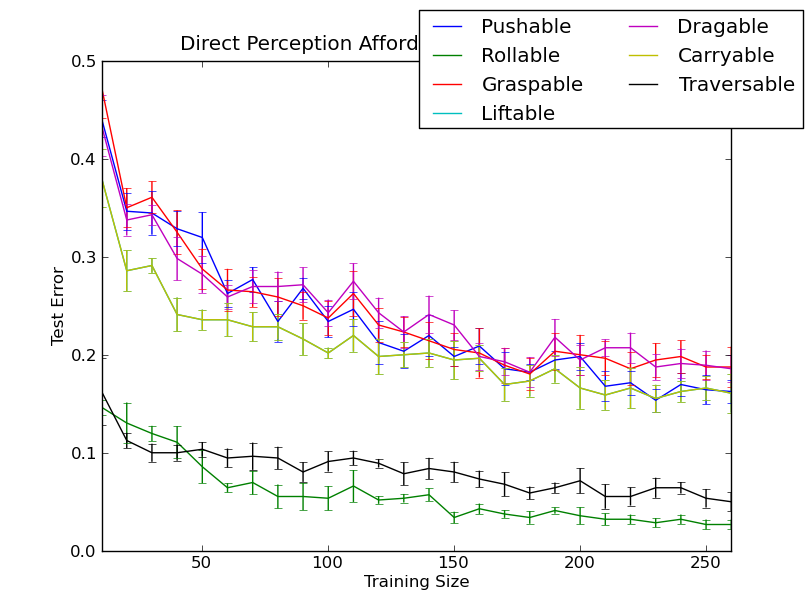 Direct Perception Afford
Pushable
Rollable
Graspable
Liftable
Dragable
Carryable
Traversable
0.5
0.4
0.3
0.2
0.1
0.0
Test Error
50
100
150
200
250
Training Size